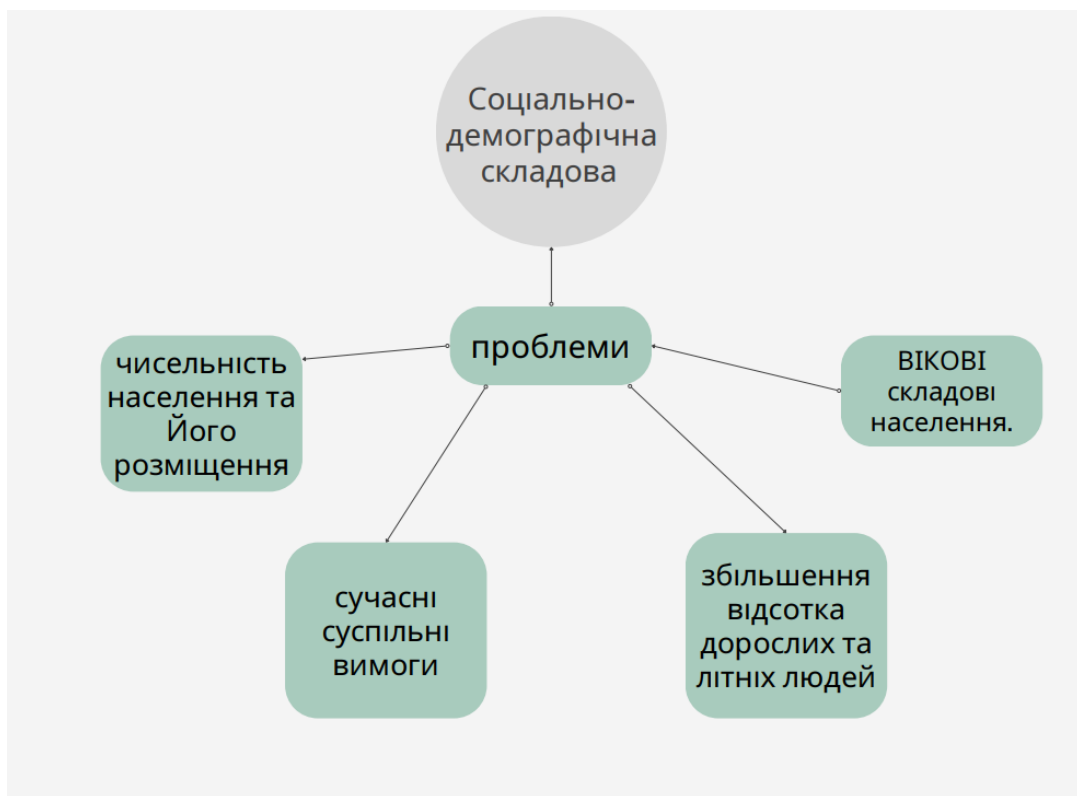 Соціально-
демографічна
складова
проблеми
чисельність
населення та
Його
розміщення
ВІКОВІ
складові
населення.
сучасні
суспільні
вимоги
збільшення
відсотка
дорослих та
літніх людей